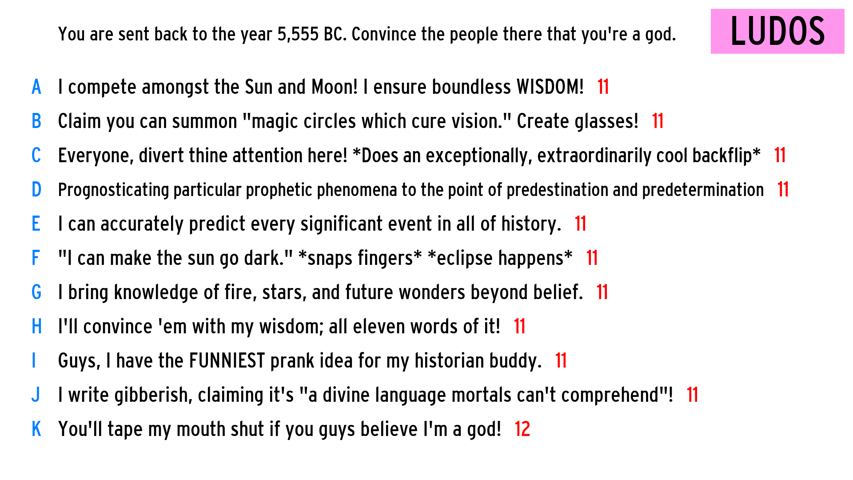 You are sent back to the year 5,555 BC. Convince the people there that you're a god.
LUDOS
A I compete amongst the Sun and Moon! I ensure boundless WISDOM! 11
B Claim you can summon "magic circles which cure vision." Create glasses! 11
C Everyone, divert thine attention here! *Does an exceptionally, extraordinarily cool backflip* 11
D Prognosticating particular prophetic phenomena to the point of predestination and predetermination 11
E I can accurately predict every significant event in all of history. 11
F "I can make the sun go dark." *snaps fingers* *eclipse happens* 11
G I bring knowledge of fire, stars, and future wonders beyond belief. 11
H I'll convince 'em with my wisdom; all eleven words of it! 11
I Guys, I have the FUNNIEST prank idea for my historian buddy. 11
J I write gibberish, claiming it's "a divine language mortals can't comprehend"! 11
K You'll tape my mouth shut if you guys believe I'm a god! 12